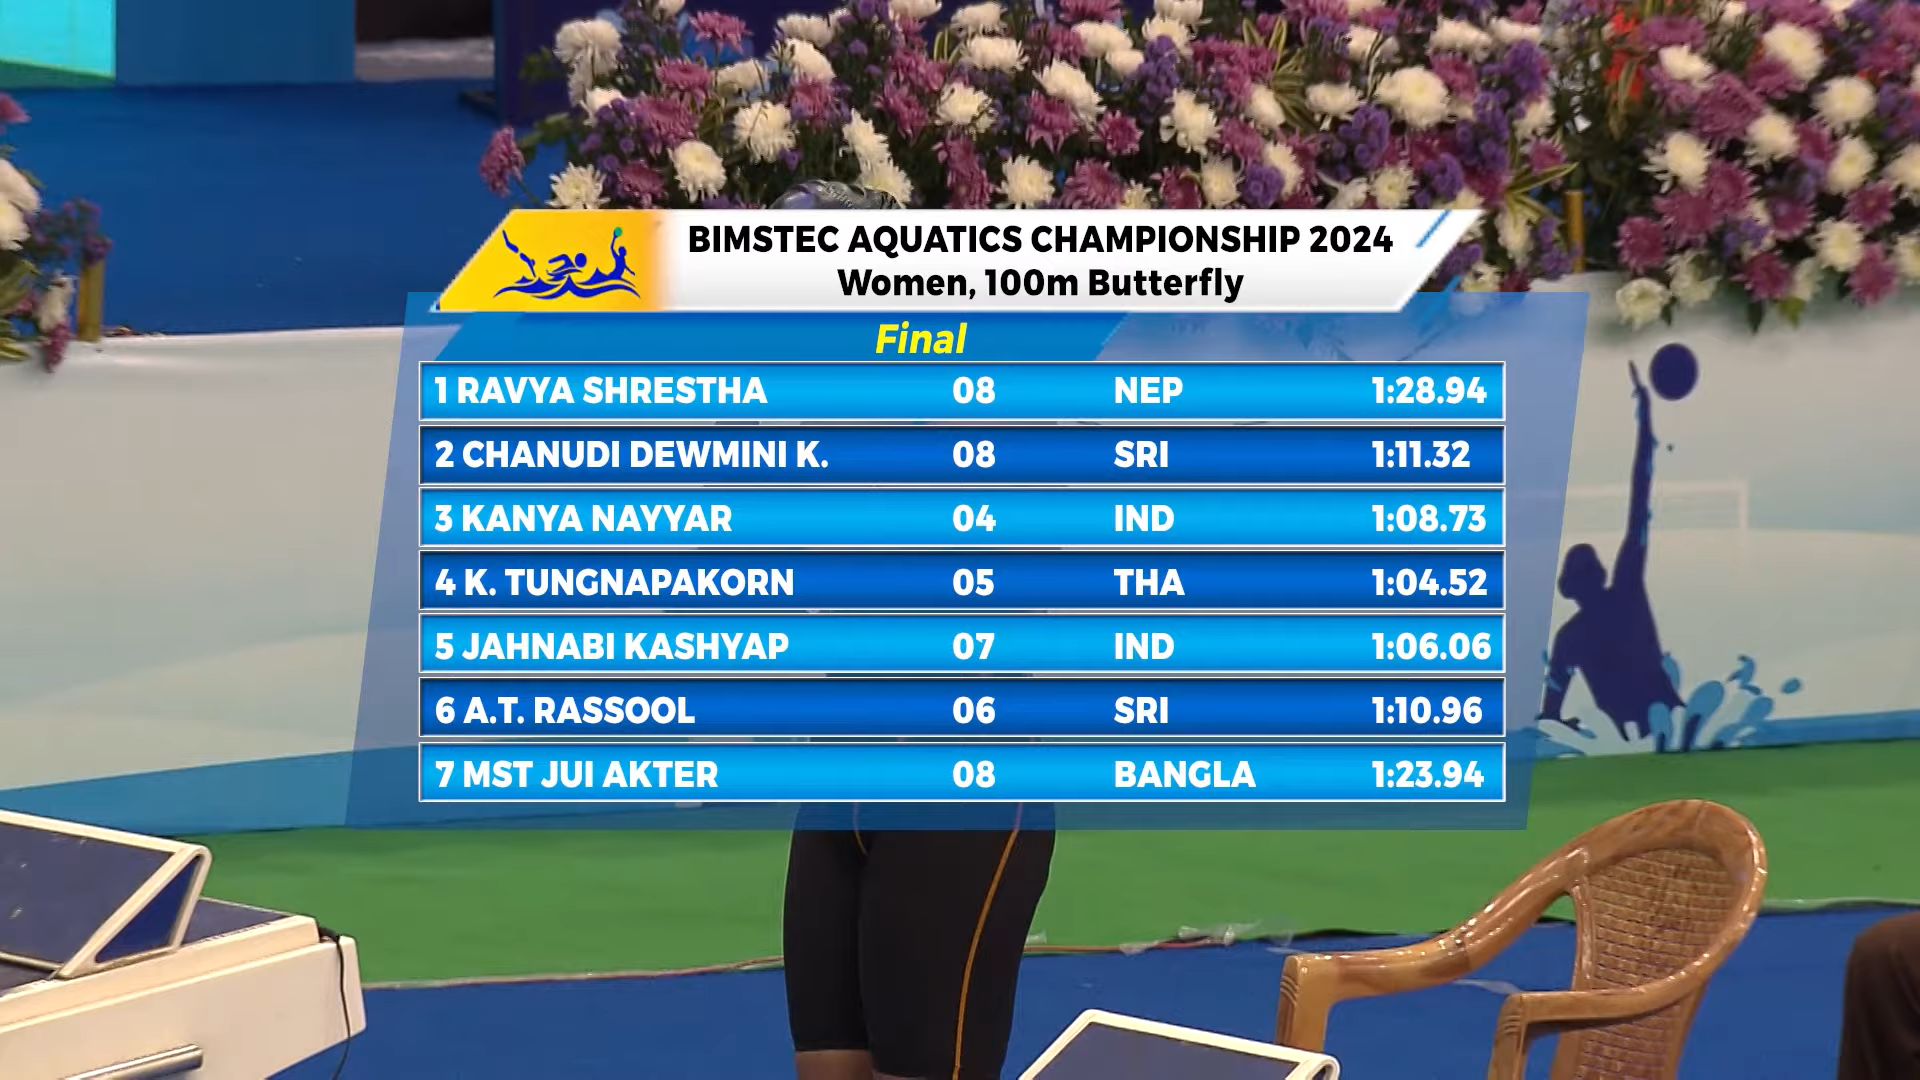 BIMSTEC AQUATICS CHAMPIONSHIP 2024
Women, 100m Butterfly
Final
1 RAVYA SHRESTHA 08 NEP 1:28.94
2 CHANUDI DEWMINI K. 08 SRI 1:11.32
3 KANYA NAYYAR 04 IND 1:08.73
4 K. TUNGNAPAKORN 05 THA 1:04.52
5 JAHNABI KASHYAP 07 IND 1:06.06
6 A.T. RASSOOL 06 SRI 1:10.96
7 MST JUI AKTER 08 BANGLA 1:23.94